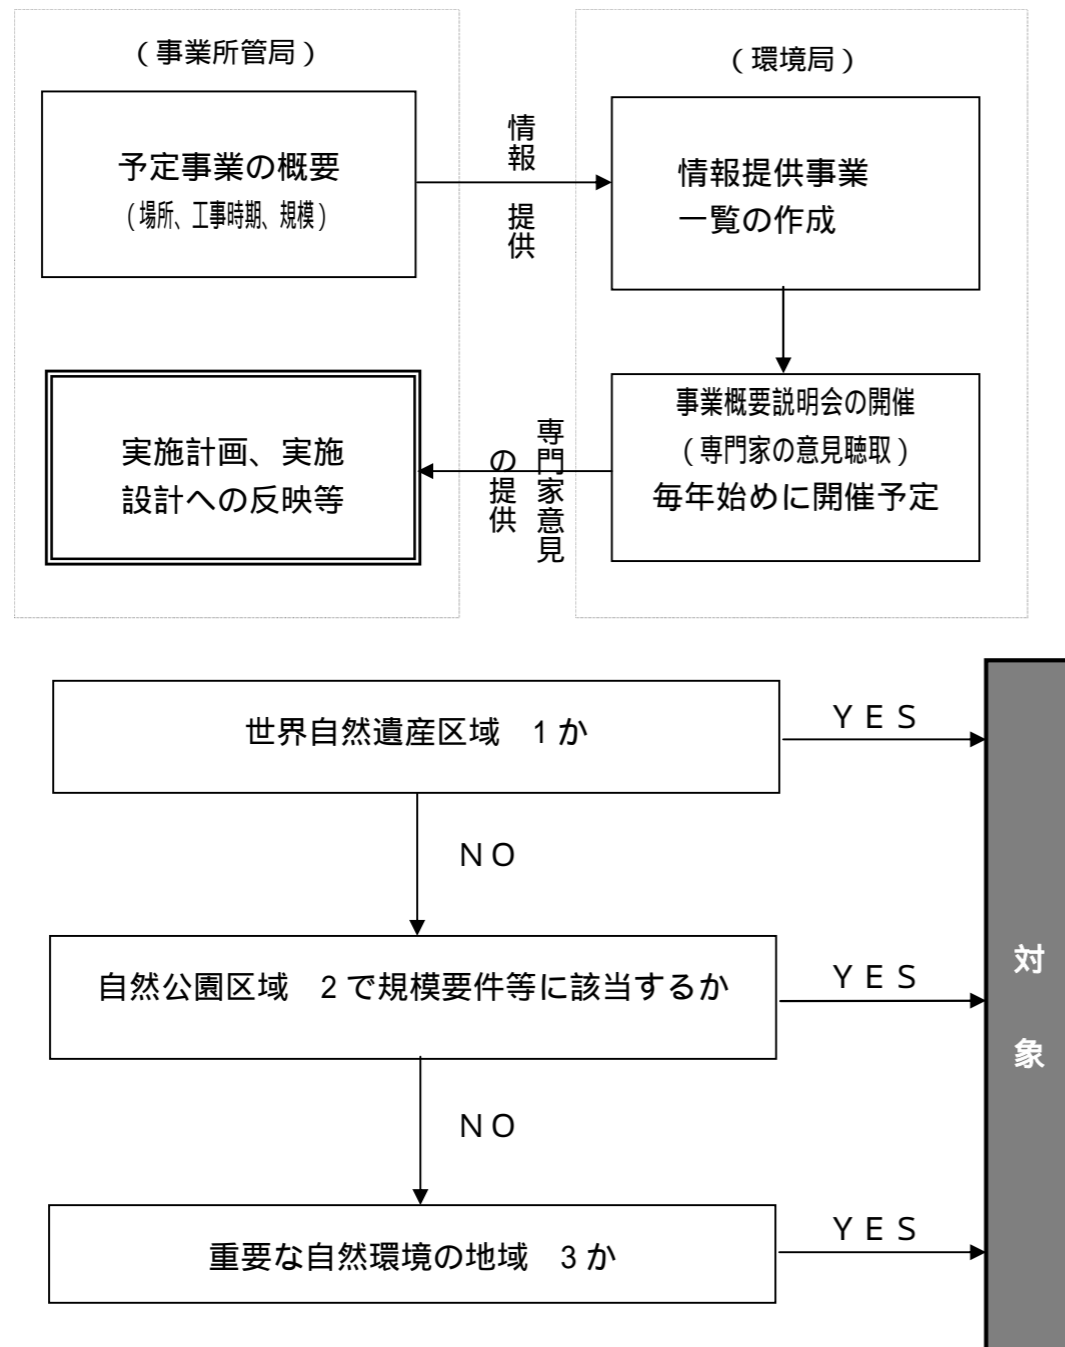 （事業所管局）
予定事業の概要
（場所、工事時期、規模）
情報
提供
（環境局）
情報提供事業
一覧の作成
事業概要説明会の開催
（専門家の意見聴取）
毎年始めに開催予定
専門家意見
の提供
実施計画、実施
設計への反映等
世界自然遺産区域　1か
ＹＥＳ
ＮＯ
自然公園区域　2で規模要件等に該当するか
ＹＥＳ
ＮＯ
重要な自然環境の地域　3か
ＹＥＳ
対象